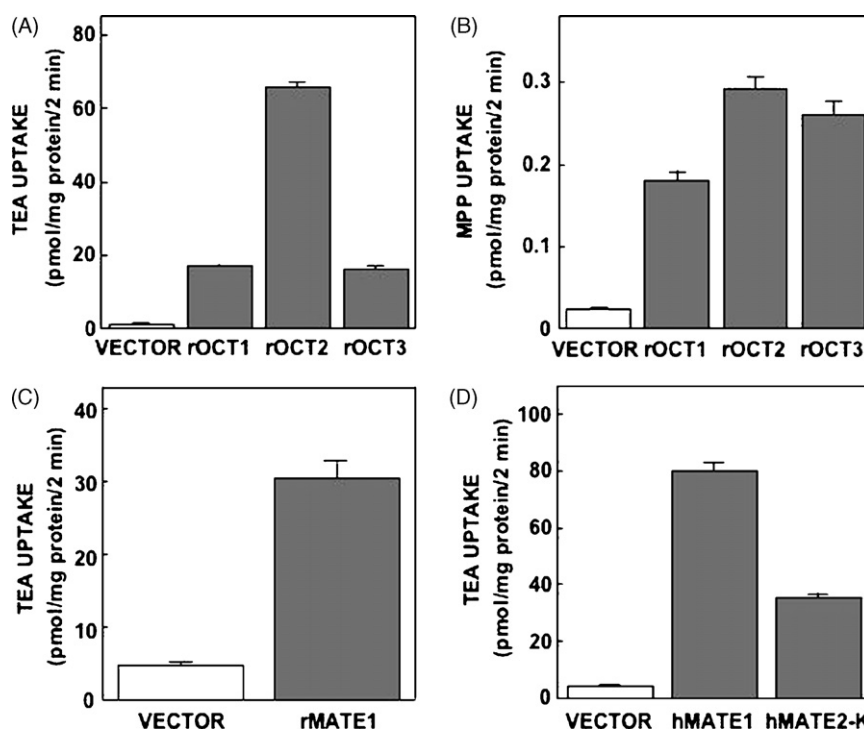 (A)
TEA UPTAKE
(pmol/mg protein/2 min)
80
60
40
20
0
VECTOR rOCT1 rOCT2 rOCT3
(B)
MPP UPTAKE
(pmol/mg protein/2 min)
0.3
0.2
0.1
0
VECTOR rOCT1 rOCT2 rOCT3
(C)
TEA UPTAKE
(pmol/mg protein/2 min)
40
30
20
10
0
VECTOR rMATE1
(D)
TEA UPTAKE
(pmol/mg protein/2 min)
100
80
60
40
20
0
VECTOR hMATE1 hMATE2-K